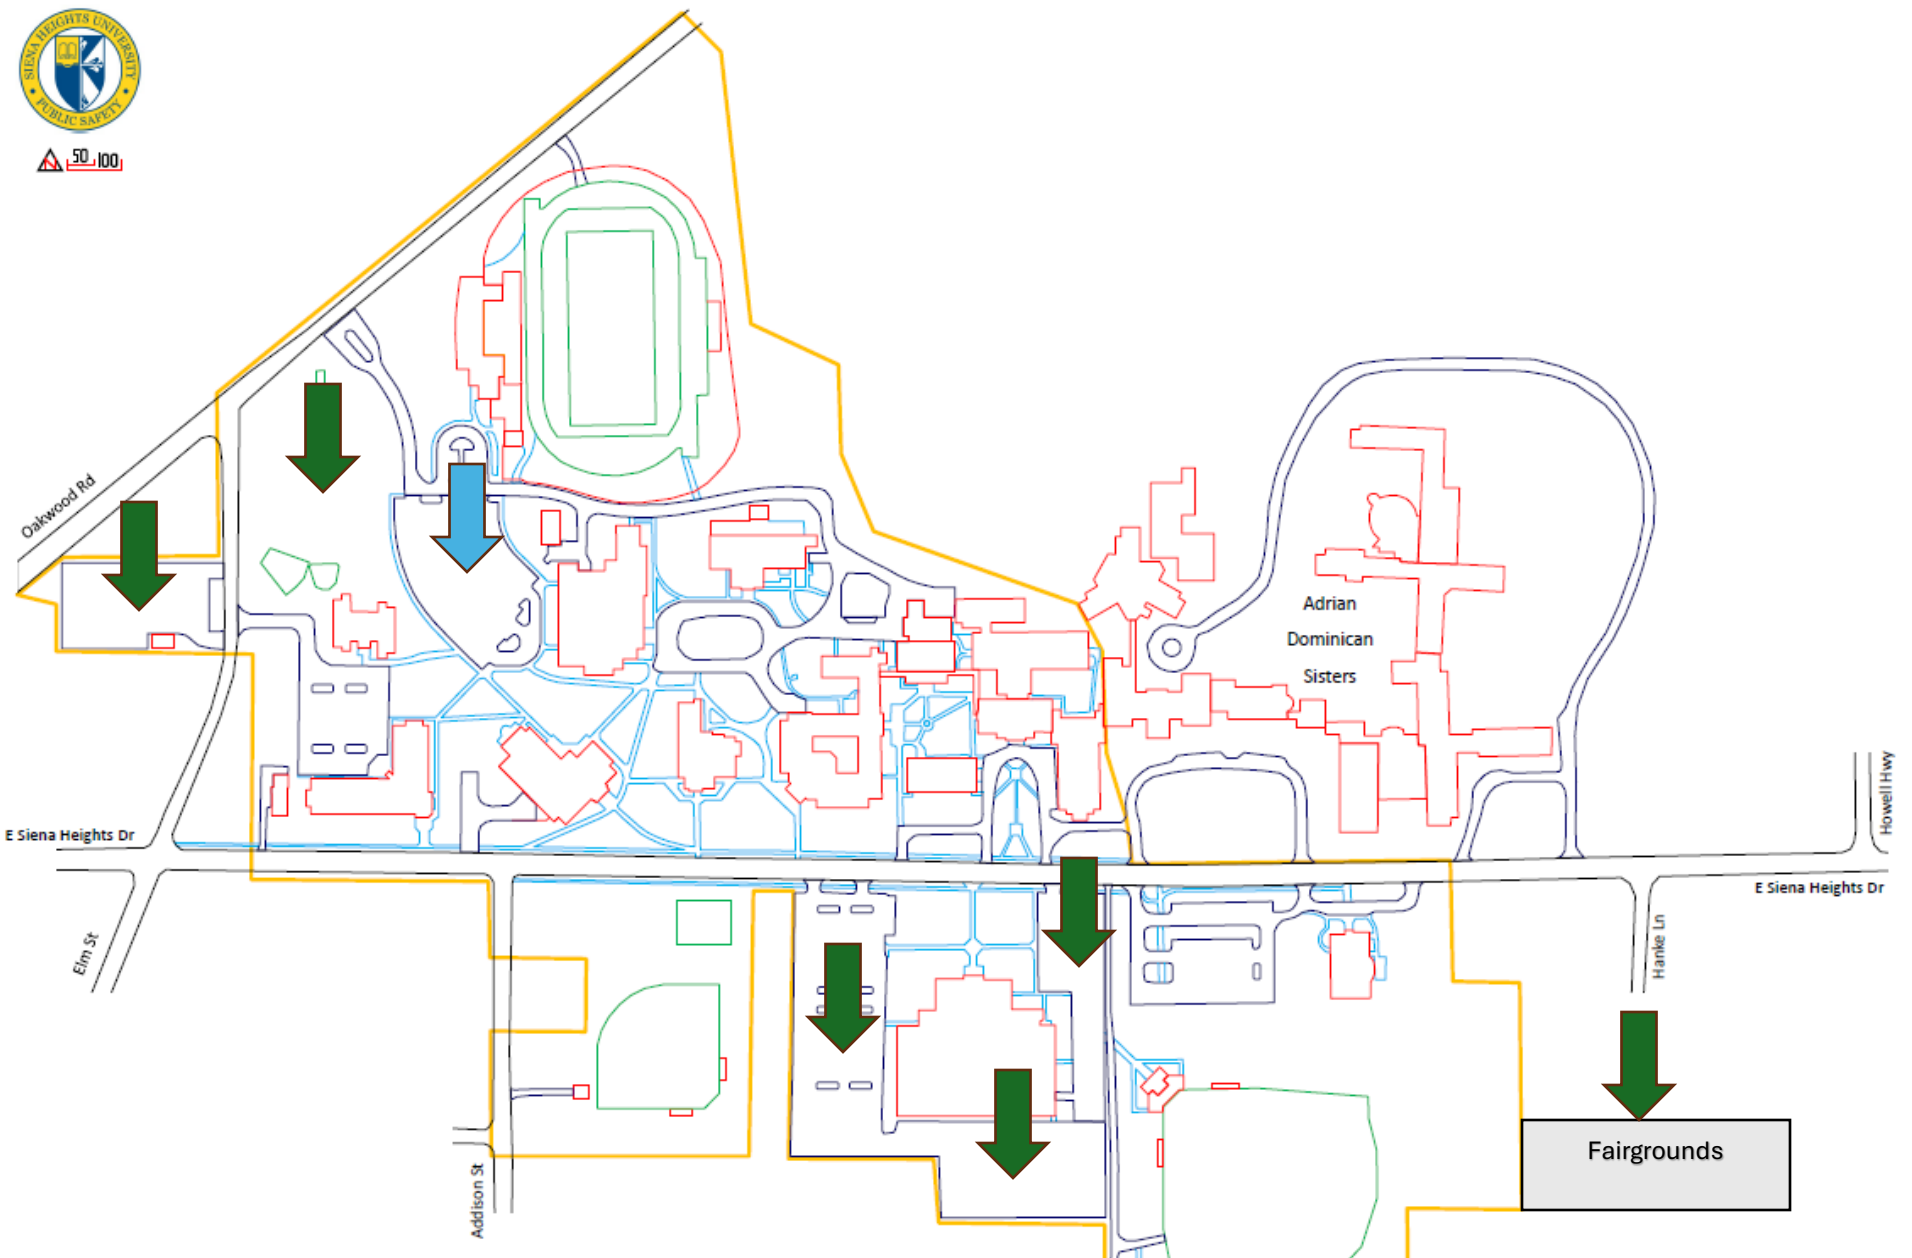 SIENA HEIGHTS UNIVERSITY
PUBLIC SAFETY
N 50 100
Oakwood Rd
Adrian
Dominican
Sisters
Howell Hwy
E Siena Heights Dr
E Siena Heights Dr
Elm St
Hanke Ln
Fairgrounds
Addison St